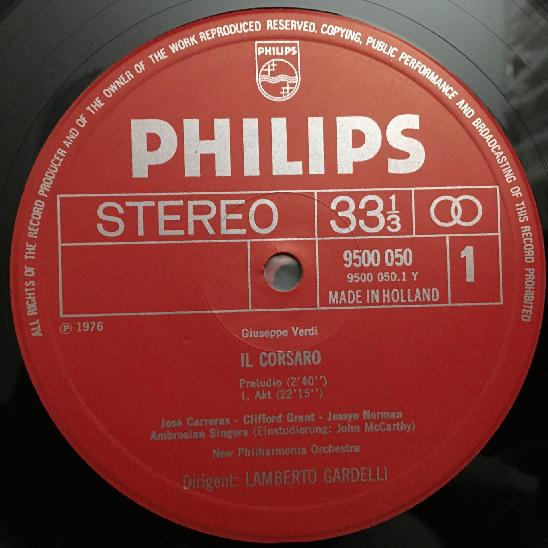 ALL RIGHTS OF THE RECORD PRODUCER AND OF THE OWNER OF THE WORK REPRODUCED RESERVED. COPYING, PUBLIC PERFORMANCE AND BROADCASTING OF THIS RECORD PROHIBITED
PHILIPS
PHILIPS
STEREO 33⅓
9500 050 1
9500 050.1 Y
MADE IN HOLLAND
℗ 1976
Giuseppe Verdi
IL CORSARO
Preludio (2'40'')
I. Akt (22'15'')
José Carreras - Clifford Grant - Jessye Norman
Ambrosian Singers (Einstudierung: John McCarthy)
New Philharmonia Orchestra
Dirigent: LAMBERTO GARDELLI